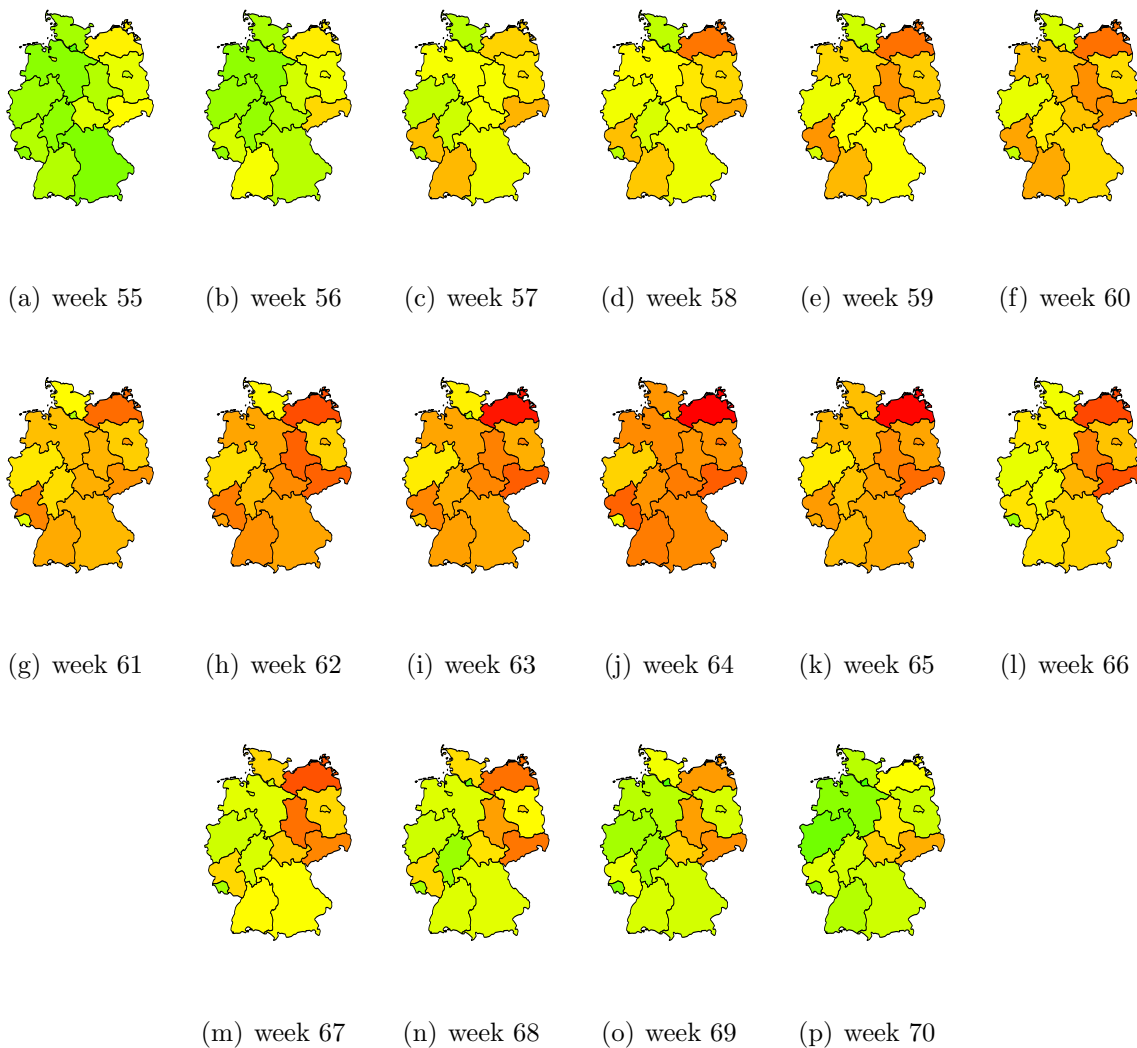 (a) week 55 (b) week 56 (c) week 57 (d) week 58 (e) week 59 (f) week 60
(g) week 61 (h) week 62 (i) week 63 (j) week 64 (k) week 65 (l) week 66
(m) week 67 (n) week 68 (o) week 69 (p) week 70